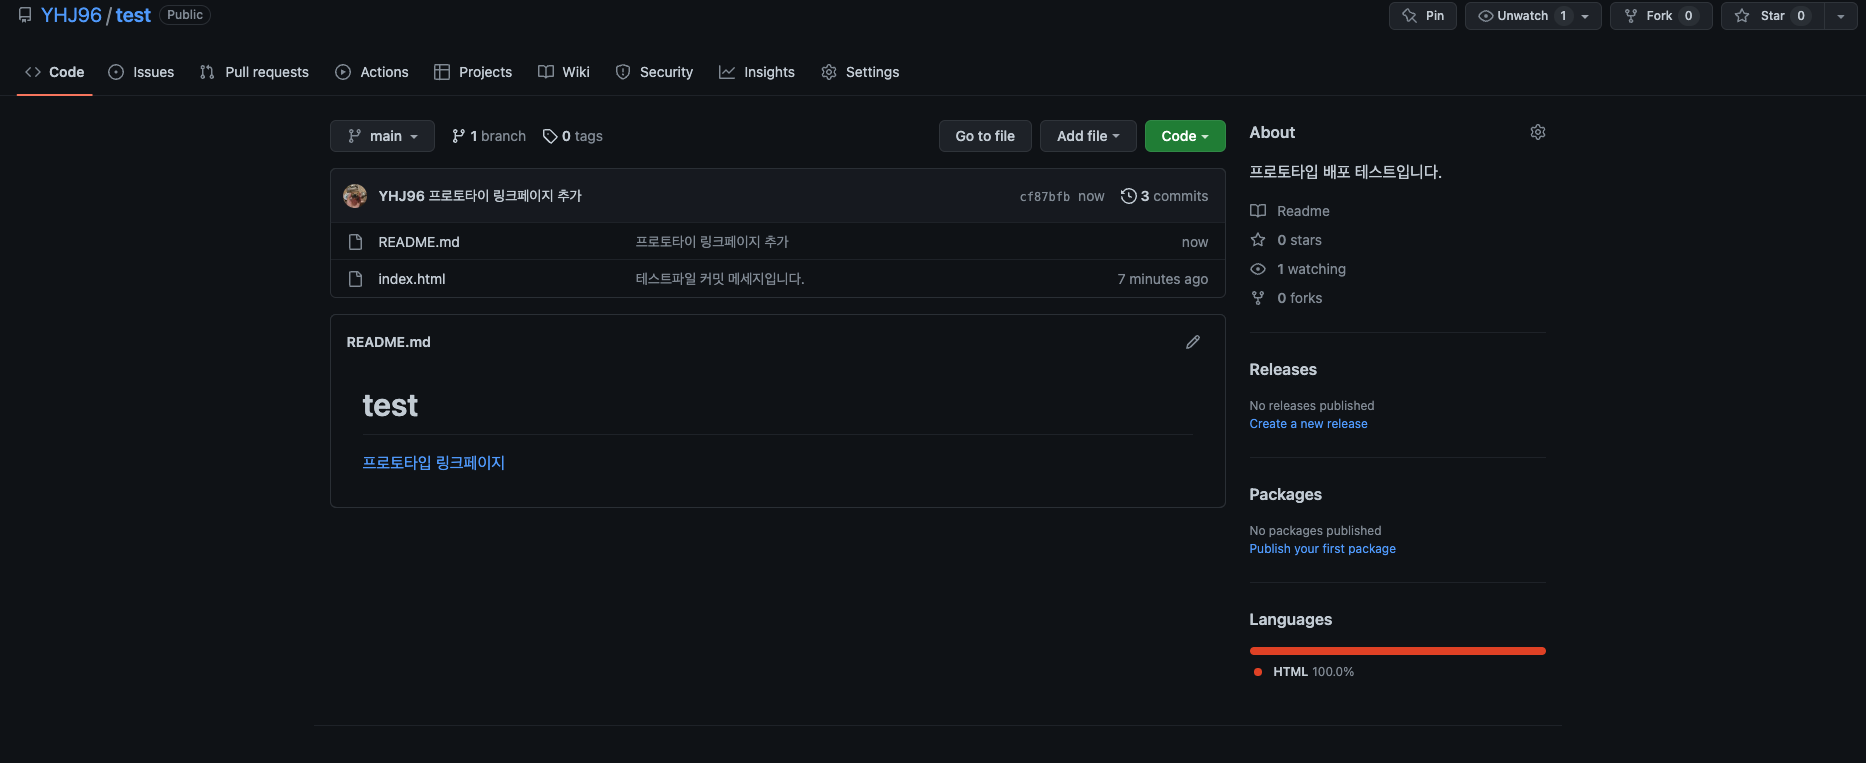 YHJ96 / test Public
Pin
Unwatch 1
Fork 0
Star 0
Code
Issues
Pull requests
Actions
Projects
Wiki
Security
Insights
Settings
main
1 branch
0 tags
Go to file
Add file
Code
YHJ96 프로토타이 링크페이지 추가
cf87bfb now
3 commits
README.md 프로토타이 링크페이지 추가 now
index.html 테스트파일 커밋 메세지입니다. 7 minutes ago
README.md
test
프로토타입 링크페이지
About
프로토타입 배포 테스트입니다.
Readme
0 stars
1 watching
0 forks
Releases
No releases published
Create a new release
Packages
No packages published
Publish your first package
Languages
HTML 100.0%